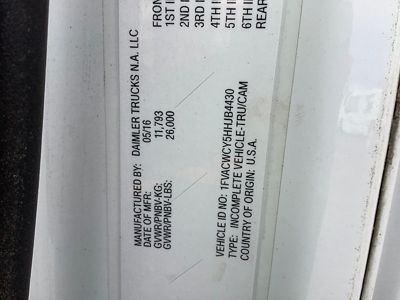 MANUFACTURED BY: DAIMLER TRUCKS N.A. LLC
DATE OF MFR: 05/16
GVWR/PNBV-KG: 11,793
GVWR/PNBV-LBS: 26,000
FRON
1ST I
2ND I
3RD I
4TH I
5TH I
6TH I
REAR
VEHICLE ID NO: 1FVACWCY5HHJB4430
TYPE: INCOMPLETE VEHICLE-TRU/CAM
COUNTRY OF ORIGIN: U.S.A.